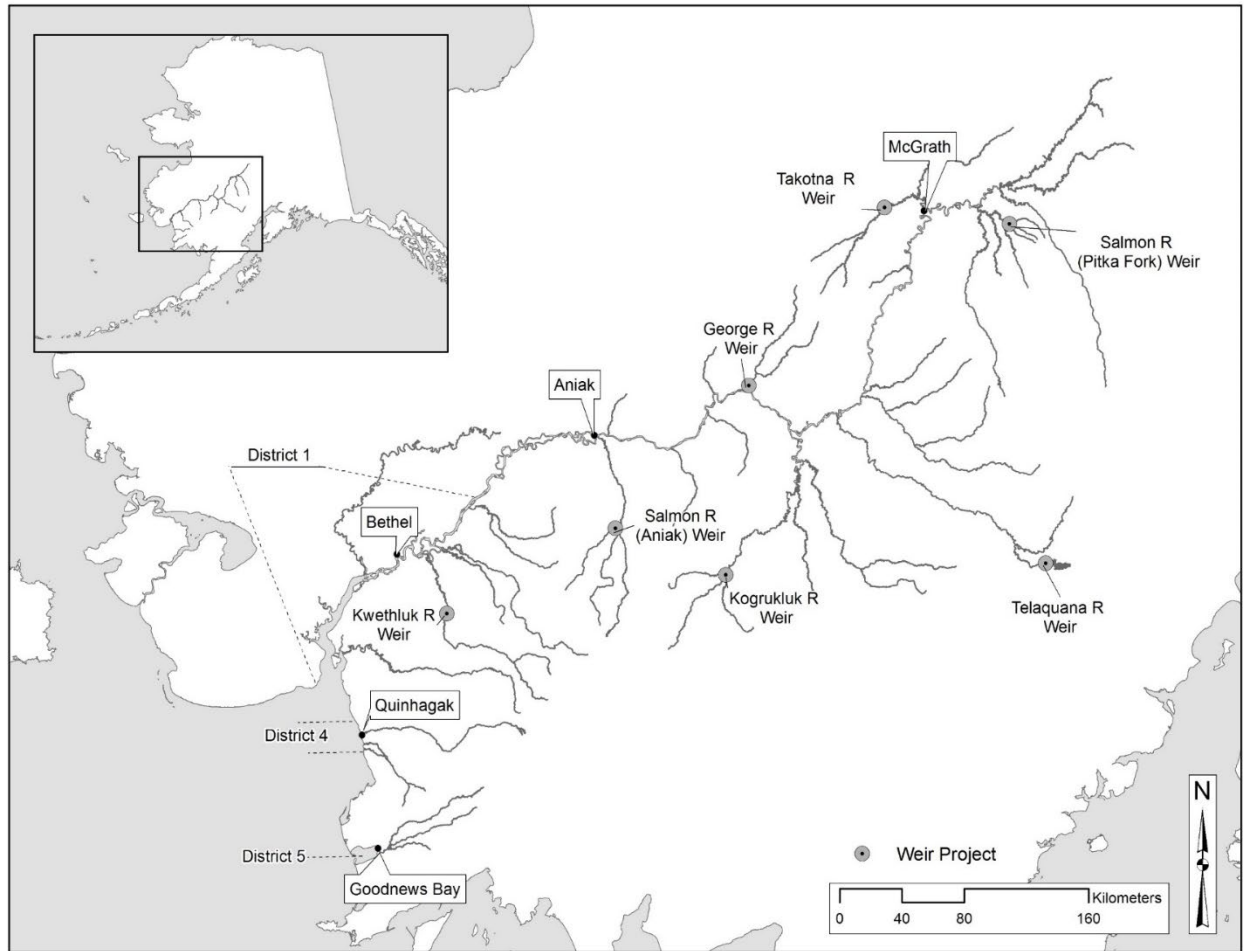 McGrath
Takotna R
Weir
Salmon R
(Pitka Fork) Weir
George R
Weir
Aniak
District 1
Bethel
Salmon R
(Aniak) Weir
Kogrukluk R
Weir
Telaquana R
Weir
Kwethluk R
Weir
Quinhagak
District 4
District 5
Goodnews Bay
N
Weir Project
Kilometers
0 40 80 160